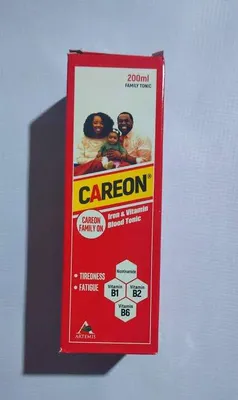 200ml
FAMILY TONIC
CAREON®
CAREON
FAMILY ON
Iron & Vitamin
Blood Tonic
• TIREDNESS
• FATIGUE
Nicotinamide
Vitamin
B1
Vitamin
B2
Vitamin
B6
ARTEMIS